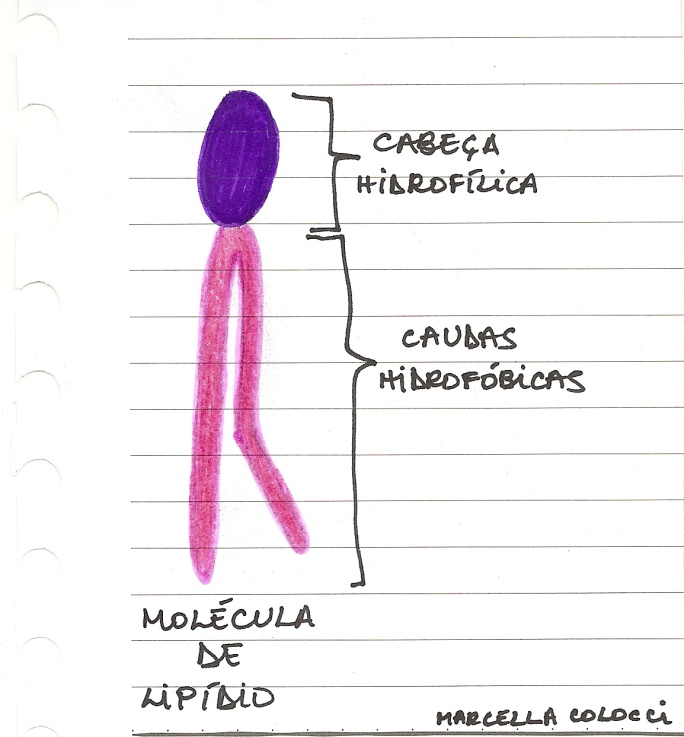 CABEÇA
HIDROFÍLICA
CAUDAS
HIDROFÓBICAS
MOLÉCULA
DE
LIPÍDIO
MARCELLA COLOCCI